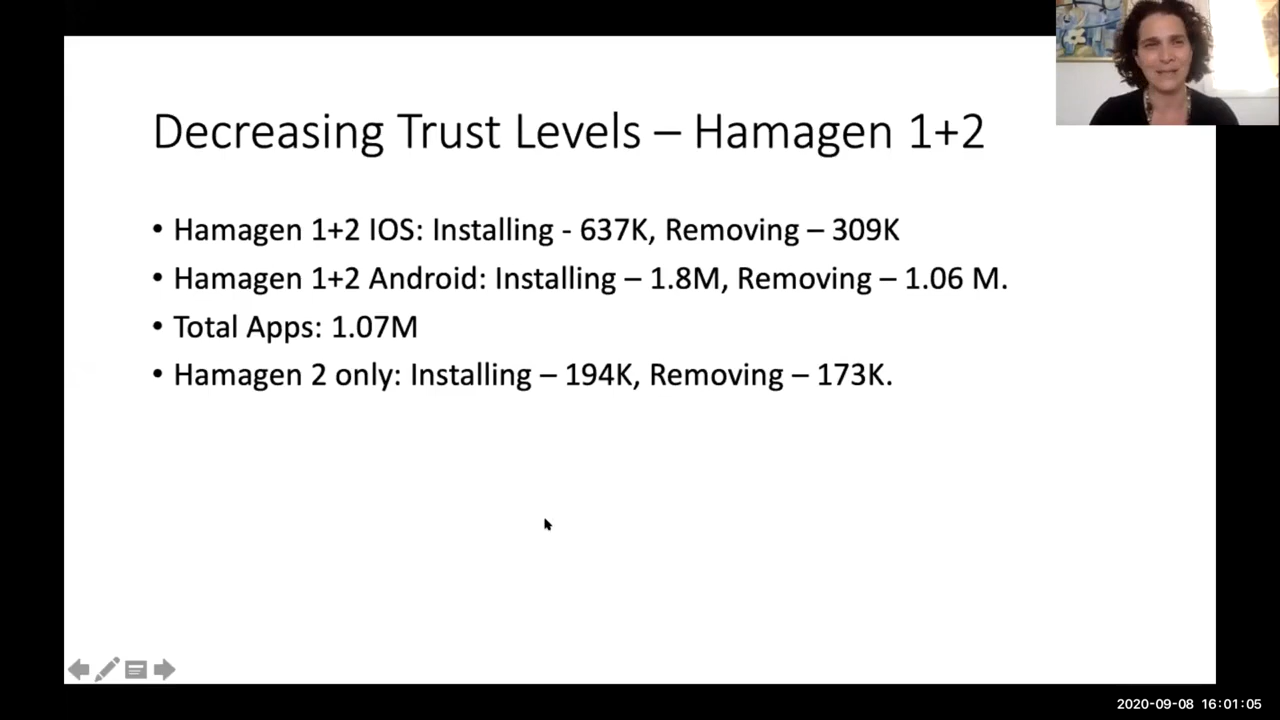 Decreasing Trust Levels – Hamagen 1+2
• Hamagen 1+2 IOS: Installing - 637K, Removing – 309K
• Hamagen 1+2 Android: Installing – 1.8M, Removing – 1.06 M.
• Total Apps: 1.07M
• Hamagen 2 only: Installing – 194K, Removing – 173K.
2020-09-08 16:01:05